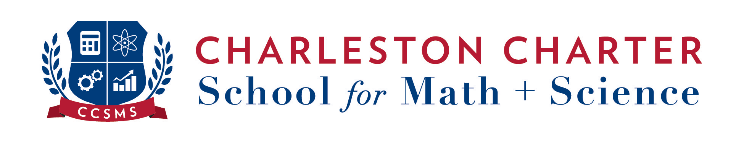 CHARLESTON CHARTER
School for Math + Science
CCSMS